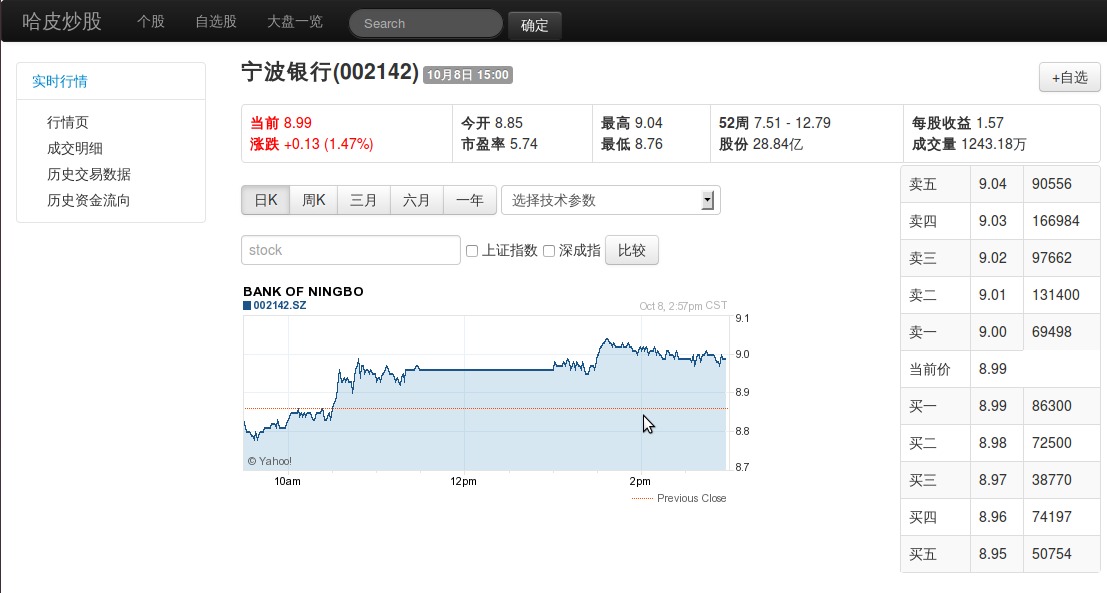 哈皮炒股 个股 自选股 大盘一览 Search 确定
实时行情
行情页
成交明细
历史交易数据
历史资金流向
宁波银行(002142) 10月8日 15:00
+自选
当前 8.99
涨跌 +0.13 (1.47%)
今开 8.85
市盈率 5.74
最高 9.04
最低 8.76
52周 7.51 - 12.79
股份 28.84亿
每股收益 1.57
成交量 1243.18万
日K 周K 三月 六月 一年 选择技术参数
stock 上证指数 深成指 比较
BANK OF NINGBO
002142.SZ
Oct 8, 2:57pm CST
9.1
9.0
8.9
8.8
8.7
© Yahoo!
10am 12pm 2pm
Previous Close
卖五 9.04 90556
卖四 9.03 166984
卖三 9.02 97662
卖二 9.01 131400
卖一 9.00 69498
当前价 8.99
买一 8.99 86300
买二 8.98 72500
买三 8.97 38770
买四 8.96 74197
买五 8.95 50754